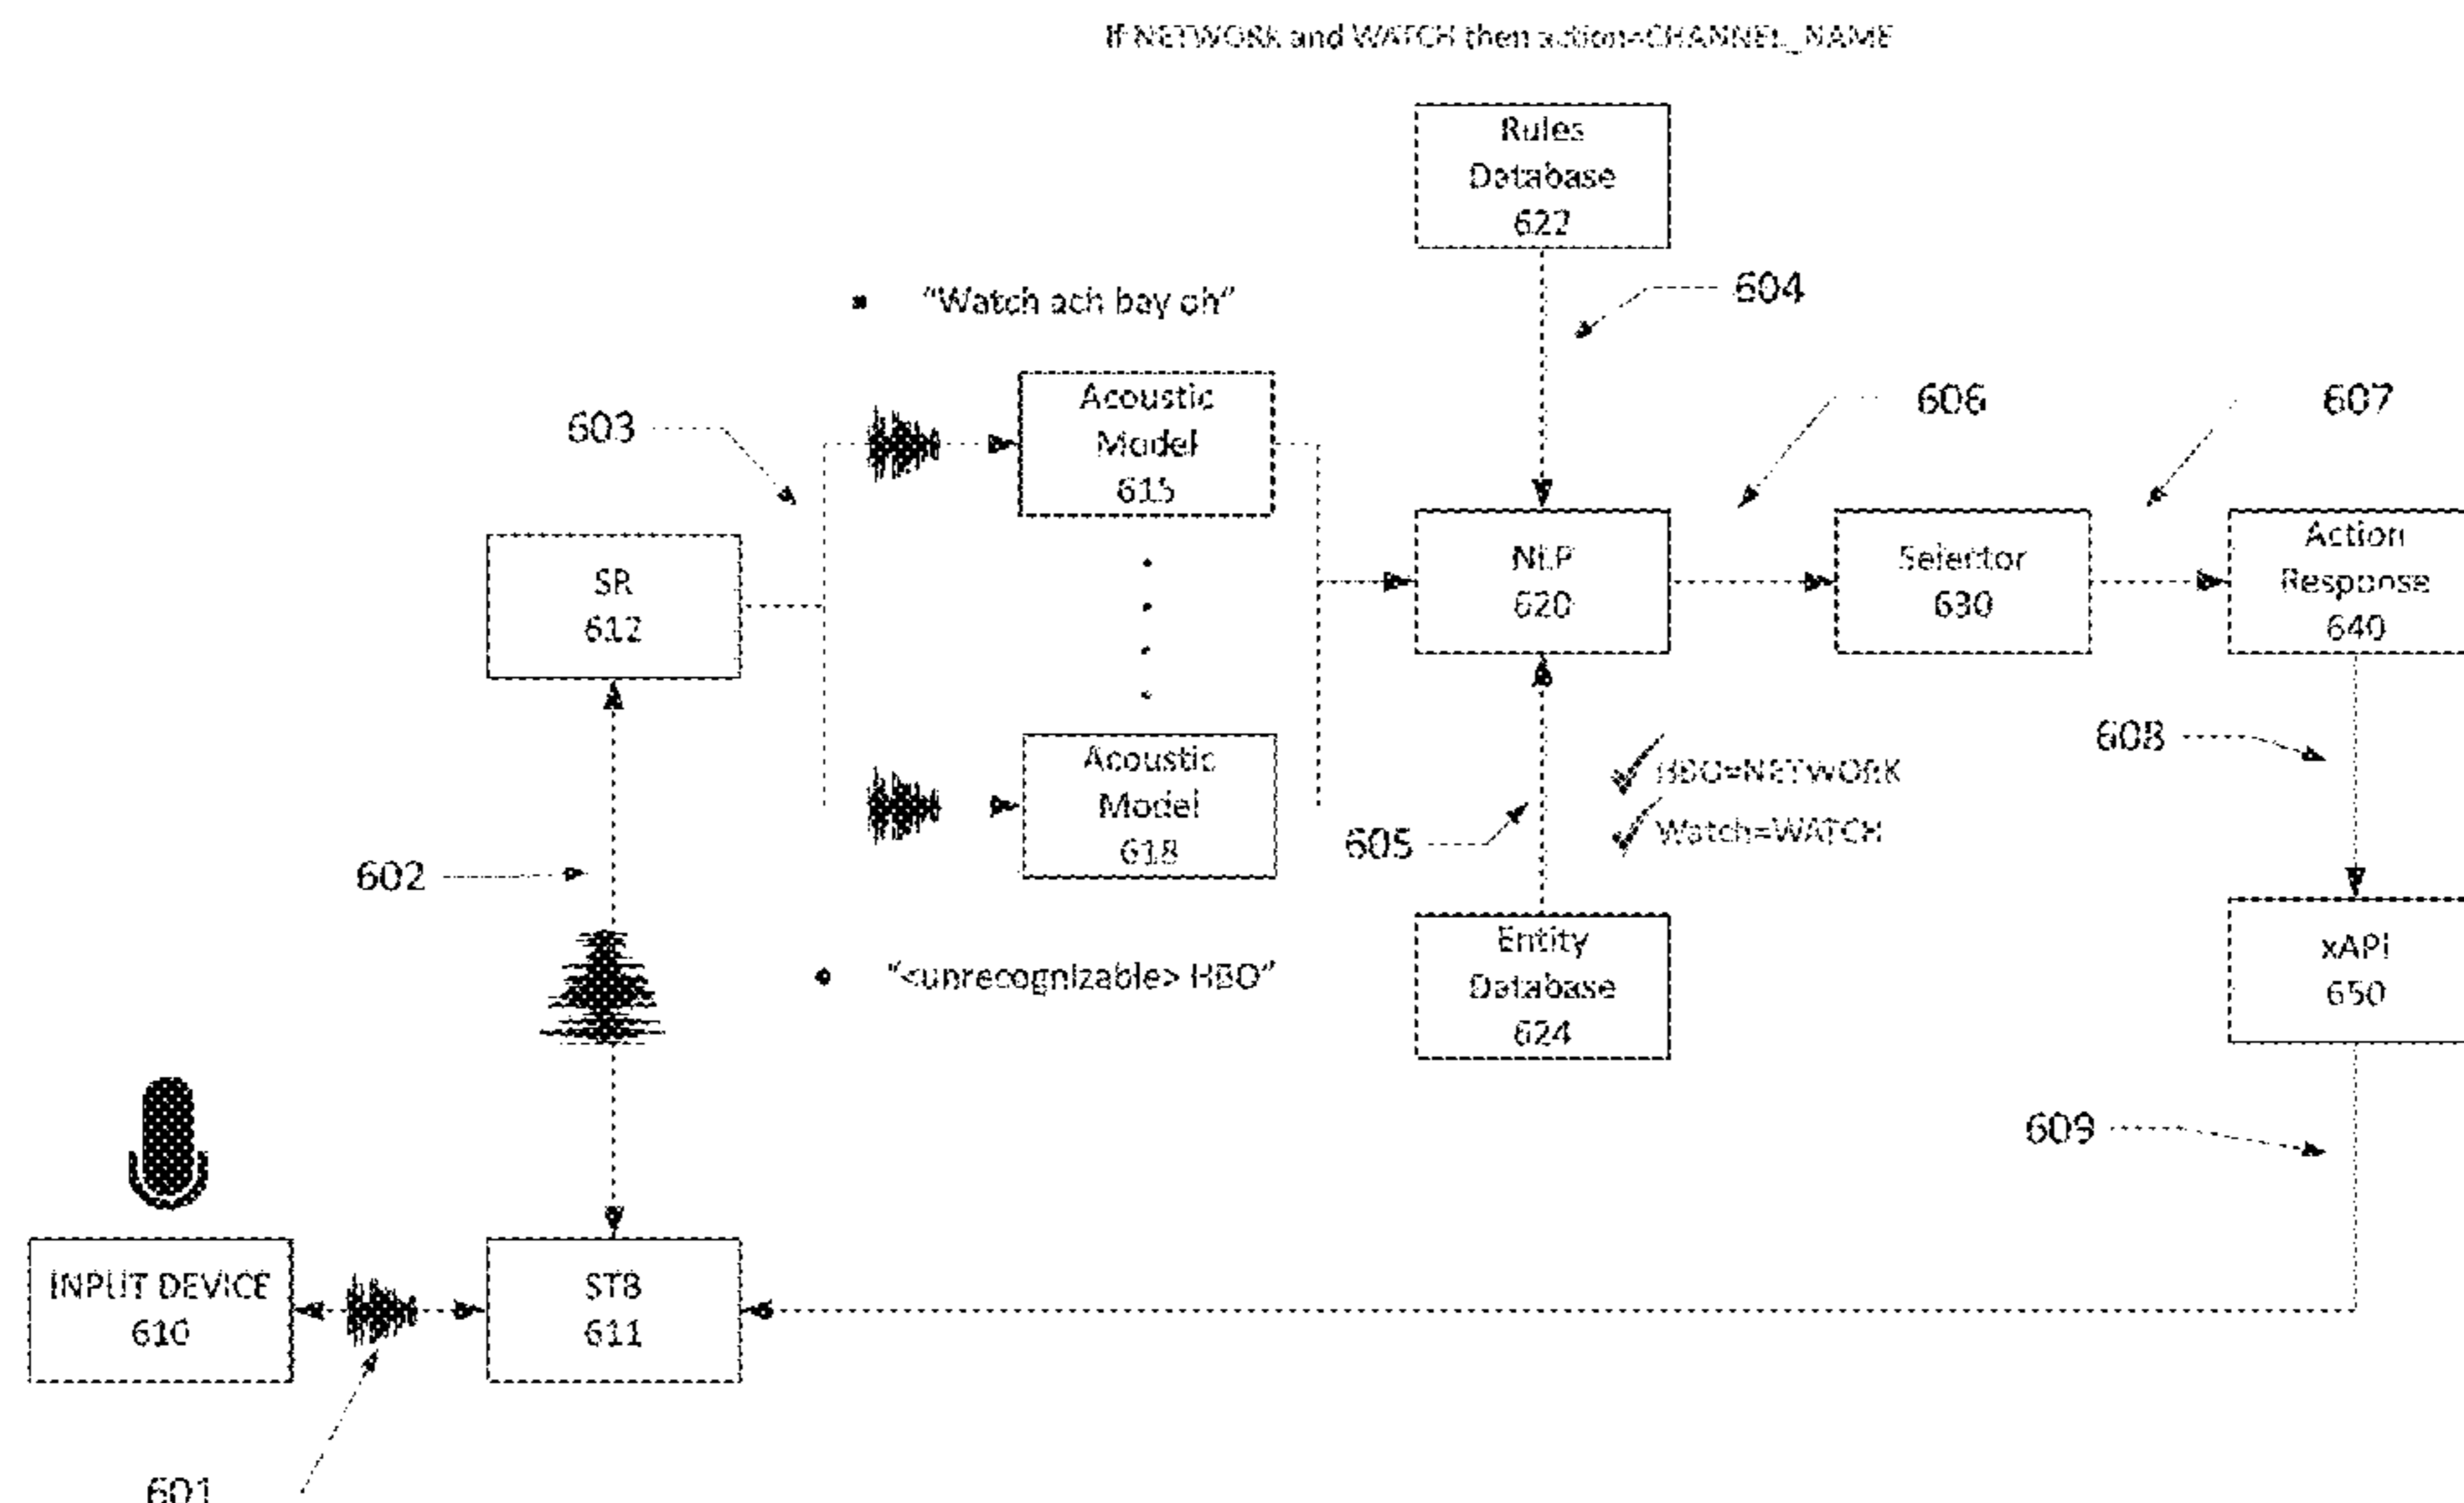 If NETWORK and WATCH then action=CHANNEL_NAME
Rules
Database
622
604
"Watch ach bay oh"
603
Acoustic
Model
615
606
607
SR
612
NLP
620
Selector
630
Action
Response
640
Acoustic
Model
618
HBO=NETWORK
Watch=WATCH
605
608
602
"<unrecognizable> HBO"
Entity
Database
624
xAPI
650
609
INPUT DEVICE
610
STB
611
601